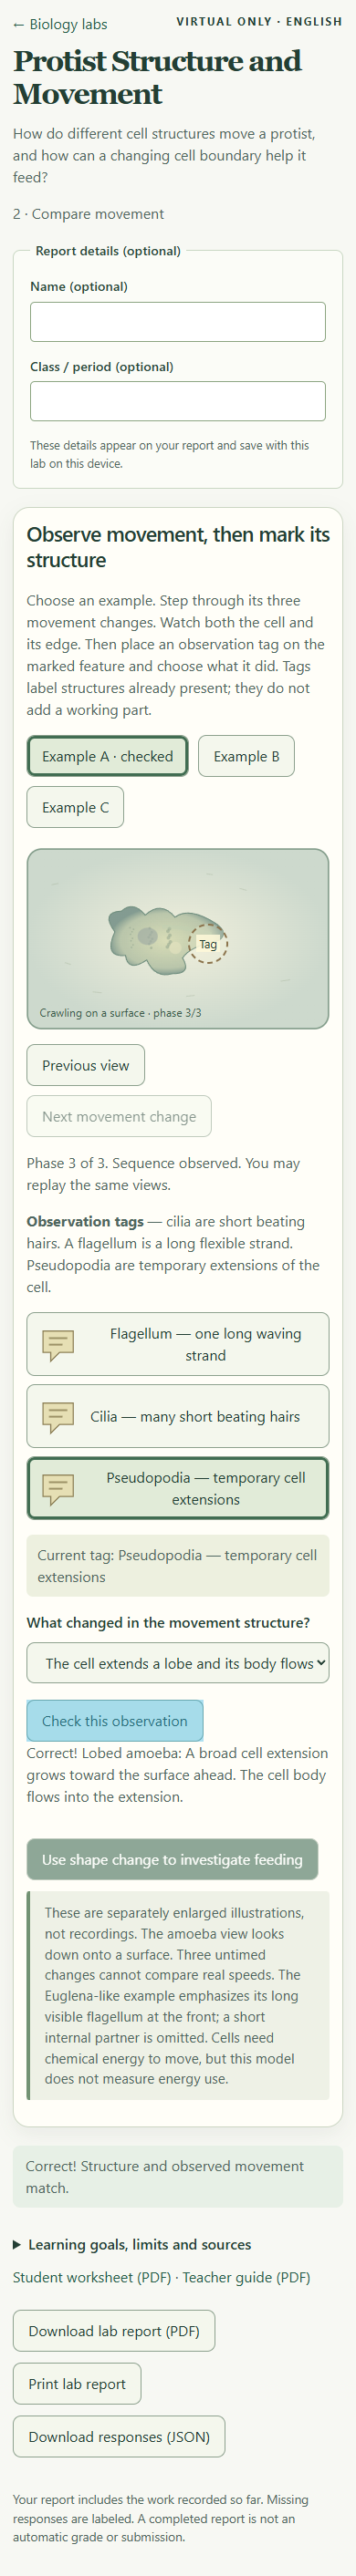 ← Biology labs
VIRTUAL ONLY · ENGLISH
Protist Structure and
Movement
How do different cell structures move a protist,
and how can a changing cell boundary help it
feed?
2 · Compare movement
Report details (optional)
Name (optional)
Class / period (optional)
These details appear on your report and save with this
lab on this device.
Observe movement, then mark its
structure
Choose an example. Step through its three
movement changes. Watch both the cell and
its edge. Then place an observation tag on the
marked feature and choose what it did. Tags
label structures already present; they do not
add a working part.
Example A · checked
Example B
Example C
Tag
Crawling on a surface · phase 3/3
Previous view
Next movement change
Phase 3 of 3. Sequence observed. You may
replay the same views.
Observation tags — cilia are short beating
hairs. A flagellum is a long flexible strand.
Pseudopodia are temporary extensions of the
cell.
Flagellum — one long waving
strand
Cilia — many short beating hairs
Pseudopodia — temporary cell
extensions
Current tag: Pseudopodia — temporary cell
extensions
What changed in the movement structure?
The cell extends a lobe and its body flows
Check this observation
Correct! Lobed amoeba: A broad cell extension
grows toward the surface ahead. The cell body
flows into the extension.
Use shape change to investigate feeding
These are separately enlarged illustrations,
not recordings. The amoeba view looks
down onto a surface. Three untimed
changes cannot compare real speeds. The
Euglena-like example emphasizes its long
visible flagellum at the front; a short
internal partner is omitted. Cells need
chemical energy to move, but this model
does not measure energy use.
Correct! Structure and observed movement
match.
▶ Learning goals, limits and sources
Student worksheet (PDF) · Teacher guide (PDF)
Download lab report (PDF)
Print lab report
Download responses (JSON)
Your report includes the work recorded so far. Missing
responses are labeled. A completed report is not an
automatic grade or submission.